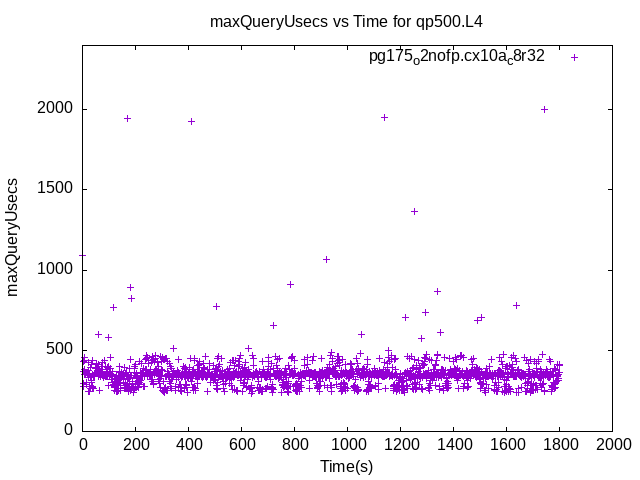 maxQueryUsecs vs Time for qp500.L4
pg175o2nofp.cx10ac8r32
maxQueryUsecs
2000
1500
1000
500
0
0 200 400 600 800 1000 1200 1400 1600 1800 2000
Time(s)